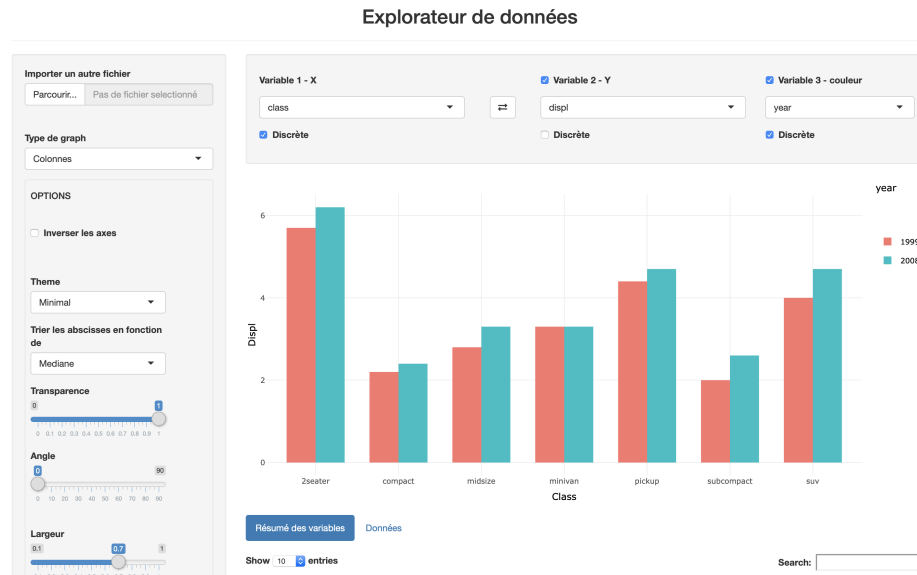 Explorateur de données
Importer un autre fichier
Parcourir... Pas de fichier selectionné
Type de graph
Colonnes
OPTIONS
Inverser les axes
Theme
Minimal
Trier les abscisses en fonction
de
Mediane
Transparence
0 1
0 0.1 0.2 0.3 0.4 0.5 0.6 0.7 0.8 0.9 1
Angle
0 90
0 10 20 30 40 50 60 70 80 90
Largeur
0.1 0.7 1
Variable 1 - X Variable 2 - Y Variable 3 - couleur
class displ year
Discrète Discrète Discrète
year
1999
2008
6
4
2
0
Displ
2seater compact midsize minivan pickup subcompact suv
Class
Résumé des variables Données
Show 10 entries Search: